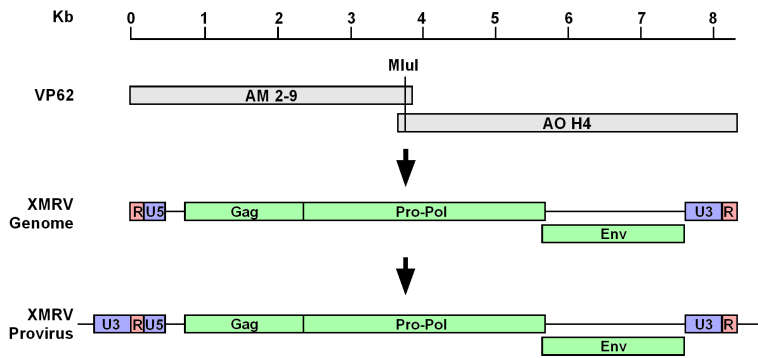 Kb 0 1 2 3 4 5 6 7 8
MluI
VP62 AM 2-9
AO H4
XMRV Genome R U5 Gag Pro-Pol U3 R
Env
XMRV Provirus U3 R U5 Gag Pro-Pol U3 R
Env